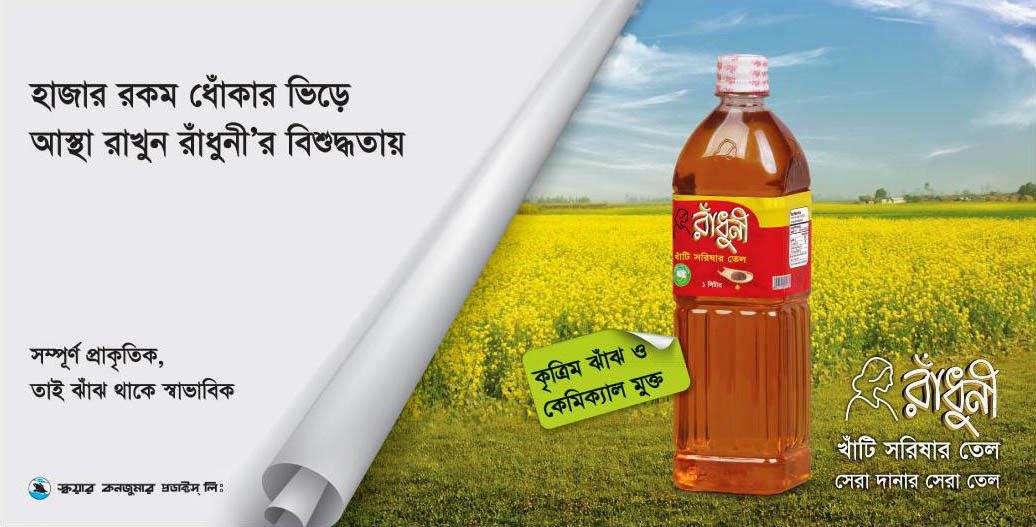 হাজার রকম ধোঁকার ভিড়ে
আস্থা রাখুন রাঁধুনী'র বিশুদ্ধতায়
সম্পূর্ণ প্রাকৃতিক,
তাই ঝাঁঝ থাকে স্বাভাবিক
স্কয়ার কনজুমার প্রডাক্টস্ লিঃ
রাঁধুনী
খাঁটি সরিষার তেল
১ লিটার
কৃত্রিম ঝাঁঝ ও
কেমিক্যাল মুক্ত
রাঁধুনী
খাঁটি সরিষার তেল
সেরা দানার সেরা তেল